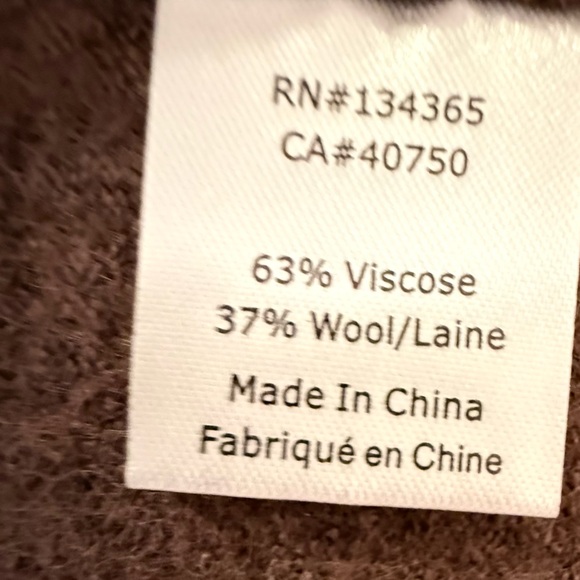 RN#134365
CA#40750
63% Viscose
37% Wool/Laine
Made In China
Fabriqué en Chine